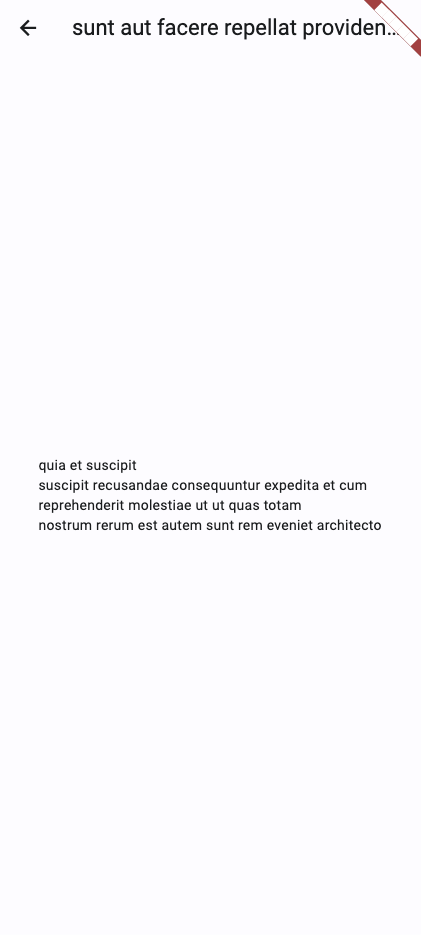 sunt aut facere repellat providen...
quia et suscipit
suscipit recusandae consequuntur expedita et cum
reprehenderit molestiae ut ut quas totam
nostrum rerum est autem sunt rem eveniet architecto